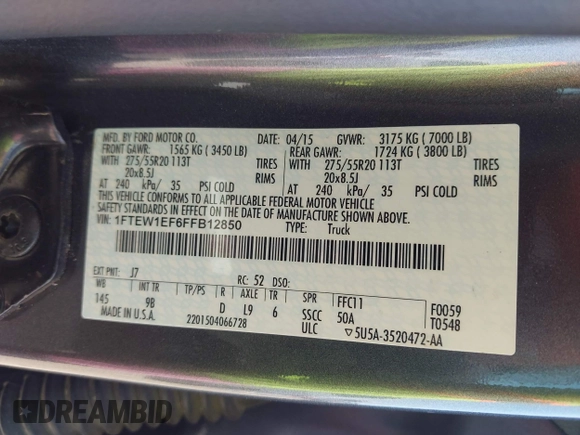 MFD. BY FORD MOTOR CO. DATE: 04/15 GVWR: 3175 KG ( 7000 LB)
FRONT GAWR: 1565 KG ( 3450 LB) REAR GAWR: 1724 KG ( 3800 LB)
WITH 275/55R20 113T TIRES WITH 275/55R20 113T TIRES
20x8.5J RIMS 20x8.5J RIMS
AT 240 kPa/ 35 PSI COLD AT 240 kPa/ 35 PSI COLD
THIS VEHICLE CONFORMS TO ALL APPLICABLE FEDERAL MOTOR VEHICLE
SAFETY STANDARDS IN EFFECT ON THE DATE OF MANUFACTURE SHOWN ABOVE.
VIN: 1FTEW1EF6FFB12850 TYPE: Truck
EXT PNT: J7 RC: 52 DSO:
WB INT TR TP/PS R AXLE TR SPR FFC11 F0059
145 9B D L9 6 SSCC 50A T0548
MADE IN U.S.A. 2201504066728 ULC ▽5U5A-3520472-AA
DREAMBID